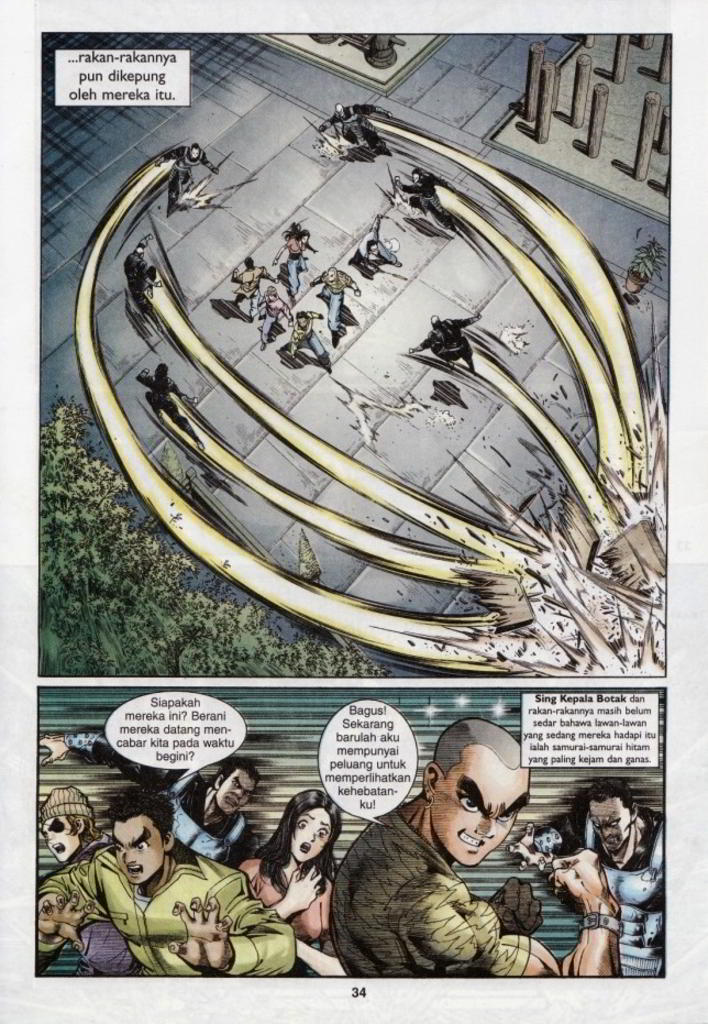 ...rakan-rakannya
pun dikepung
oleh mereka itu.
Siapakah
mereka ini? Berani
mereka datang men-
cabar kita pada waktu
begini?
Bagus!
Sekarang
barulah aku
mempunyai
peluang untuk
memperlihatkan
kehebatan-
ku!
Sing Kepala Botak dan
rakan-rakannya masih belum
sedar bahawa lawan-lawan
yang sedang mereka hadapi itu
ialah samurai-samurai hitam
yang paling kejam dan ganas.
34